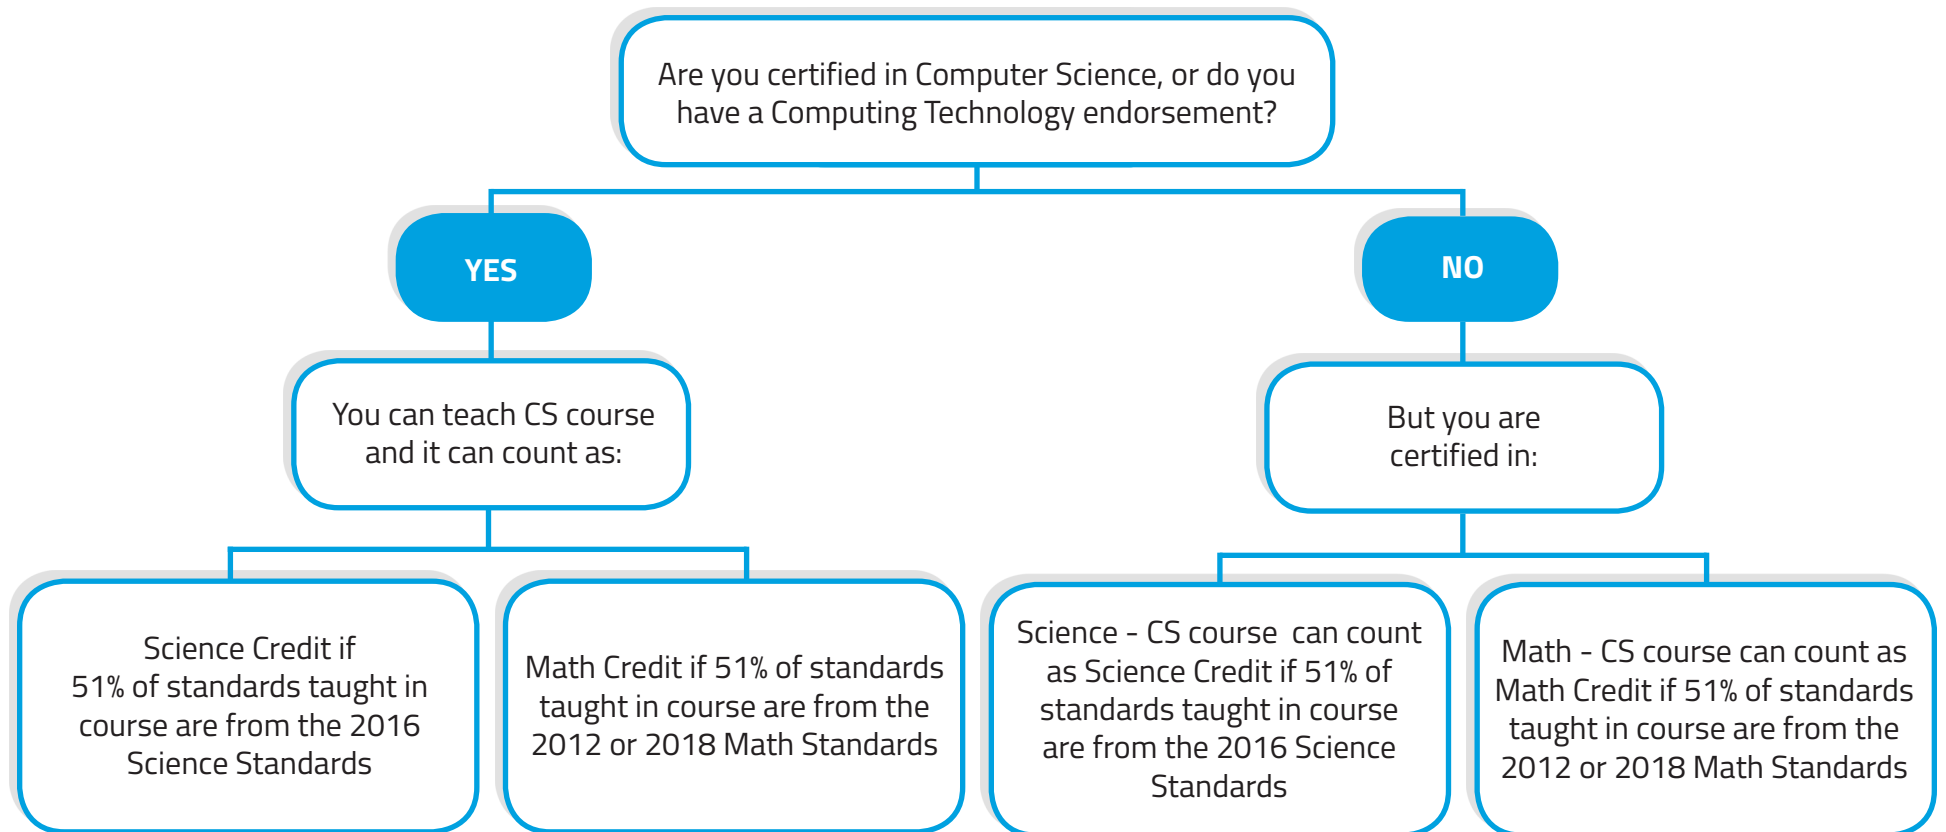 Are you certified in Computer Science, or do you
have a Computing Technology endorsement?
YES
NO
You can teach CS course
and it can count as:
But you are
certified in:
Science Credit if
51% of standards taught in
course are from the 2016
Science Standards
Math Credit if 51% of standards
taught in course are from the
2012 or 2018 Math Standards
Science - CS course can count
as Science Credit if 51% of
standards taught in course
are from the 2016 Science
Standards
Math - CS course can count as
Math Credit if 51% of standards
taught in course are from the
2012 or 2018 Math Standards